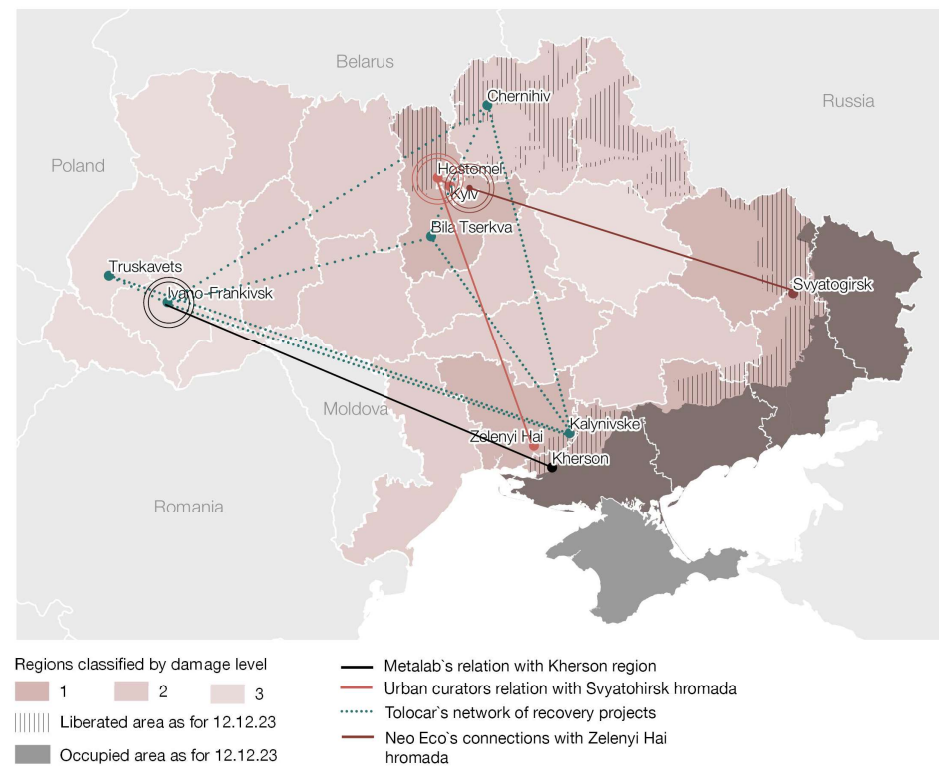 Belarus
Chernihiv
Russia
Poland
Hostomel
Kyiv
Bila Tserkva
Truskavets
Ivano-Frankivsk
Svyatogirsk
Moldova
Kalynivske
Zelenyi Hai
Kherson
Romania
Regions classified by damage level
1 2 3
Liberated area as for 12.12.23
Occupied area as for 12.12.23
Metalab`s relation with Kherson region
Urban curators relation with Svyatohirsk hromada
Tolocar`s network of recovery projects
Neo Eco`s connections with Zelenyi Hai
hromada